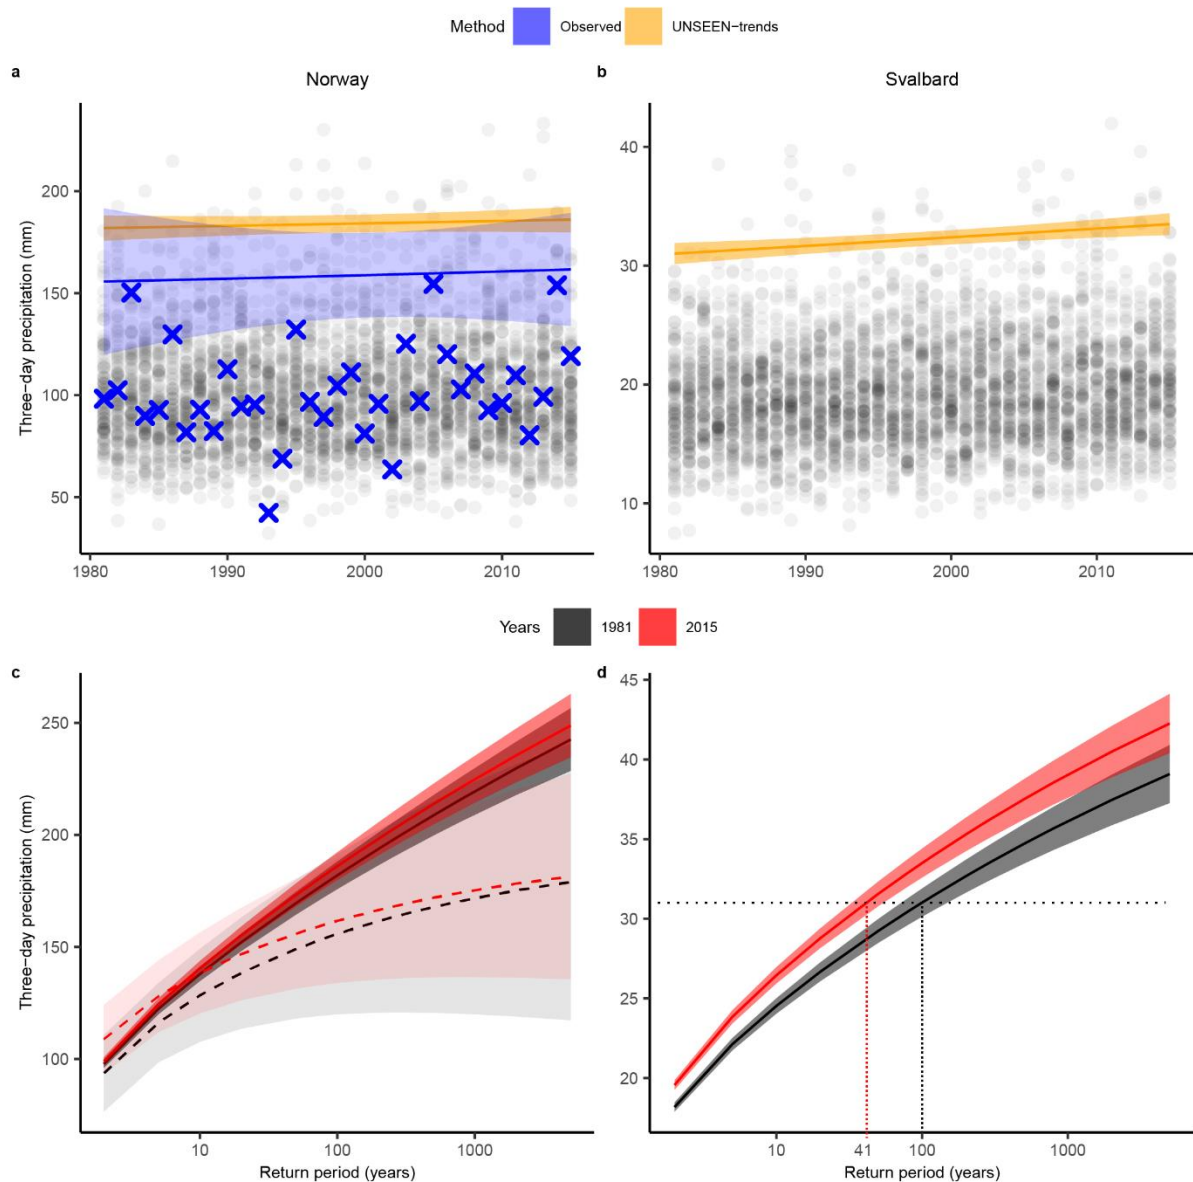 Method Observed UNSEEN−trends
a b
Norway Svalbard
Three−day precipitation (mm)
200
150
100
50
40
30
20
10
1980 1990 2000 2010 1980 1990 2000 2010
Years 1981 2015
c d
Three−day precipitation (mm)
250
200
150
100
45
40
35
30
25
20
10 100 1000 10 41 100 1000
Return period (years) Return period (years)